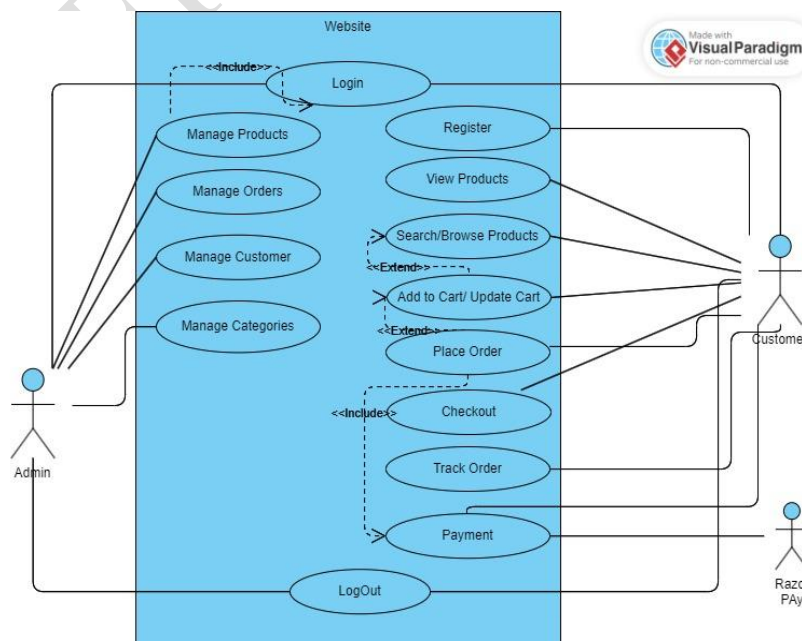 Website
Made with
Visual Paradigm
For non-commercial use
<<Include>>
Login
Manage Products
Register
Manage Orders
View Products
Search/Browse Products
Manage Customer
<<Extend>>
Add to Cart/ Update Cart
Manage Categories
<<Extend>>
Place Order
Customer
<<Include>>
Checkout
Admin
Track Order
Payment
Razo
PAy
LogOut